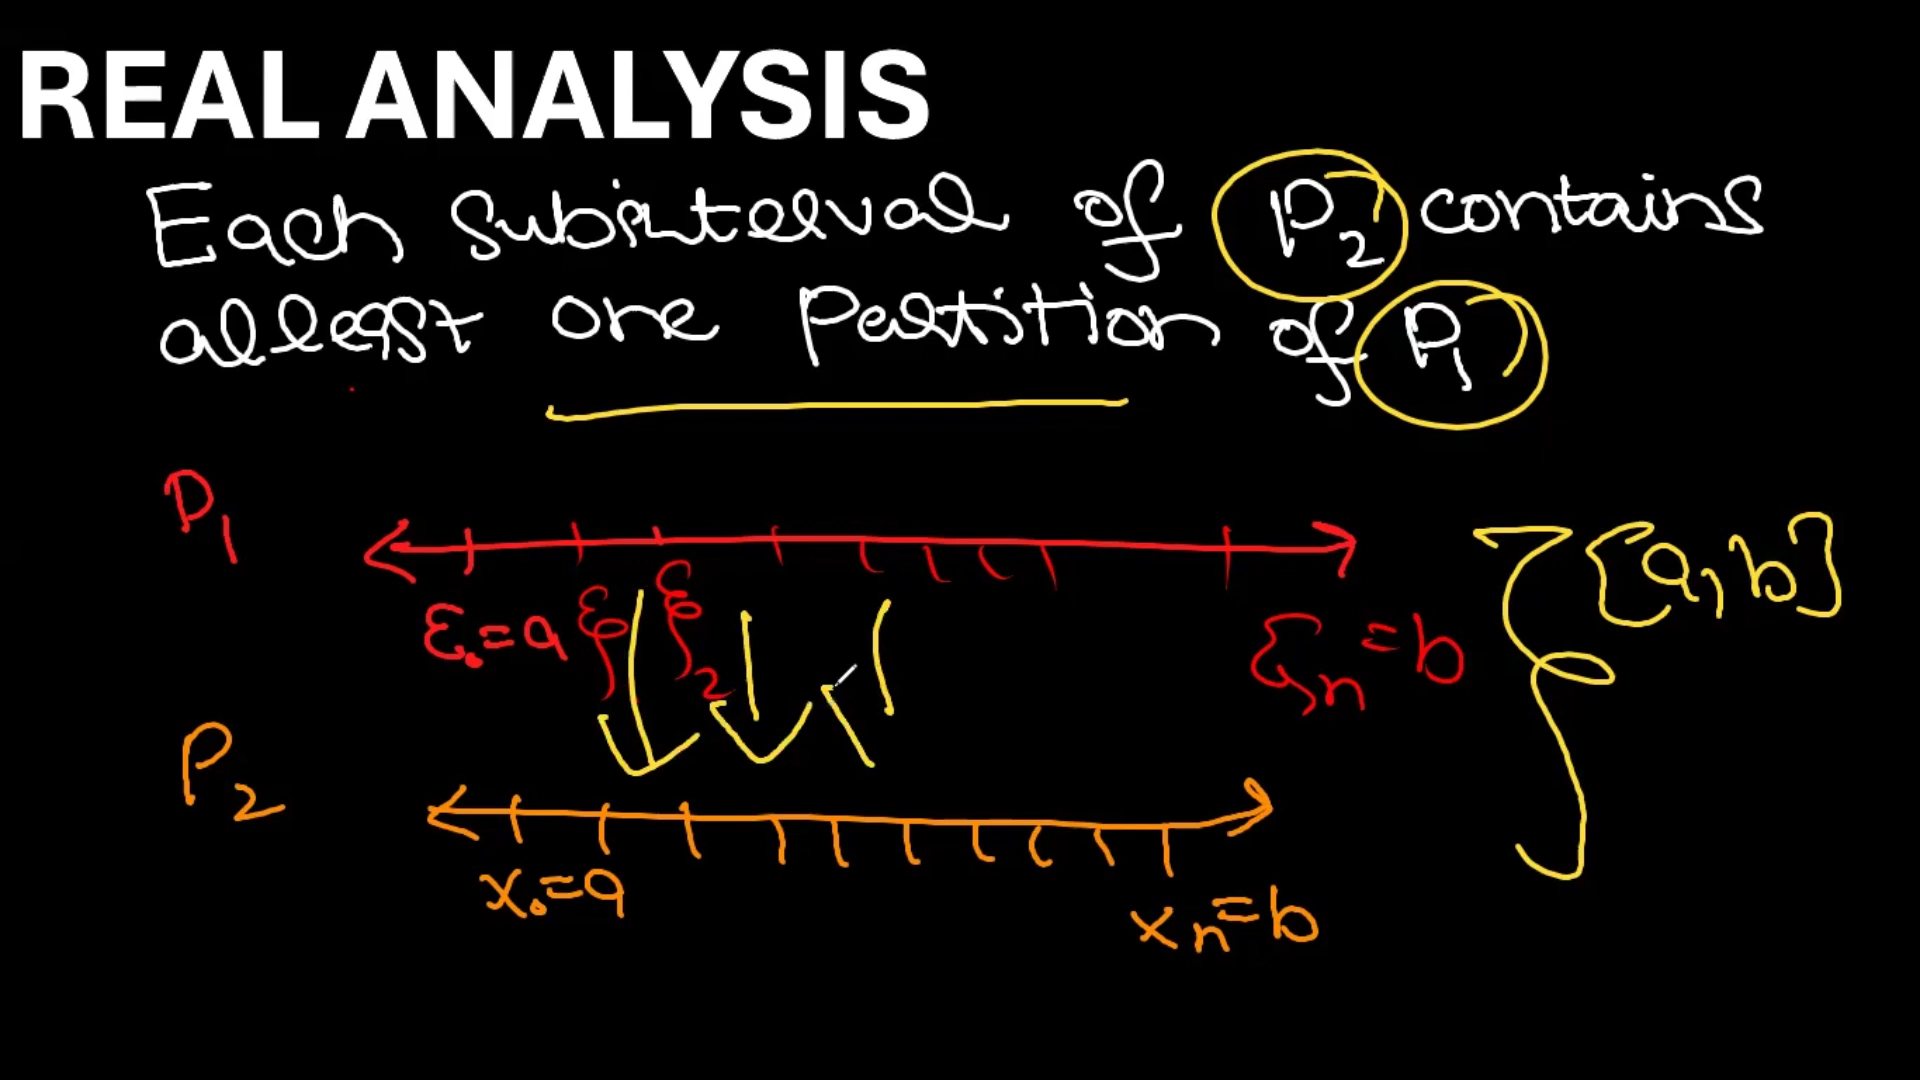 REAL ANALYSIS
Each subinterval of P₂ contains
atleast one partition of P₁
P₁
[a,b]
ξ₀=a ξ₁ ξ₂ ξₙ=b
P₂
x₀=a
xₙ=b